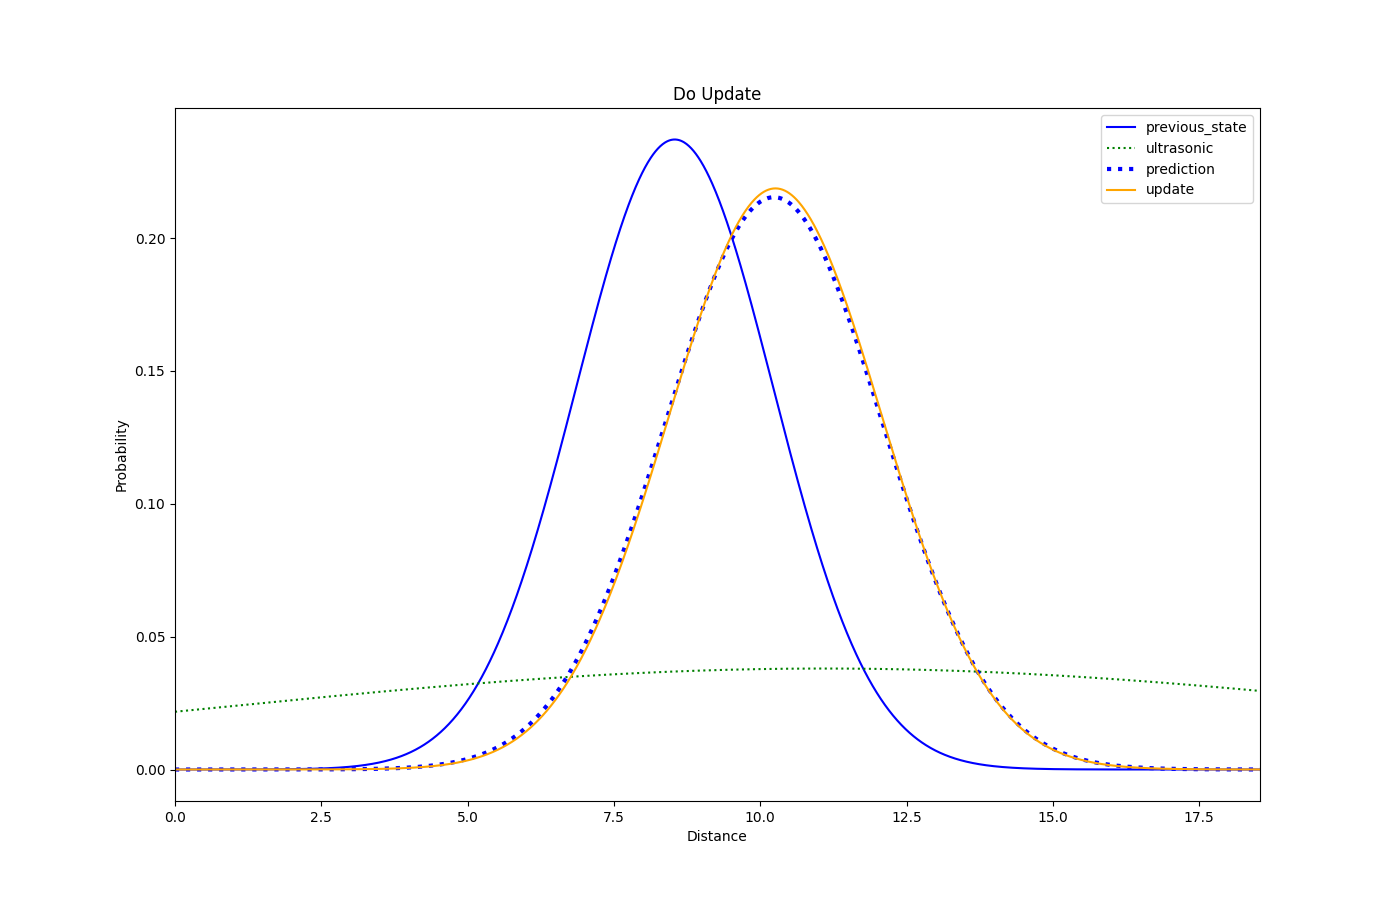 Do Update
previous_state
ultrasonic
prediction
update
Probability
0.20
0.15
0.10
0.05
0.00
0.0 2.5 5.0 7.5 10.0 12.5 15.0 17.5
Distance